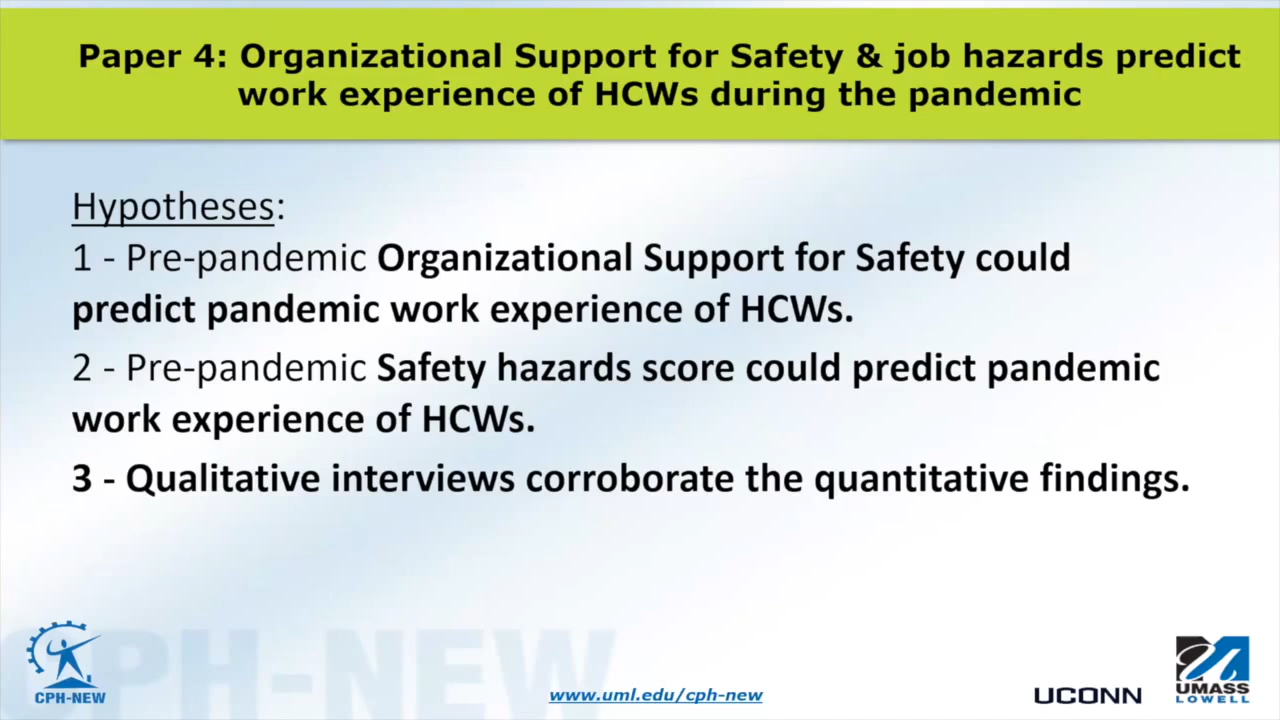 Paper 4: Organizational Support for Safety & job hazards predict
work experience of HCWs during the pandemic
Hypotheses:
1 - Pre-pandemic Organizational Support for Safety could
predict pandemic work experience of HCWs.
2 - Pre-pandemic Safety hazards score could predict pandemic
work experience of HCWs.
3 - Qualitative interviews corroborate the quantitative findings.
CPH-NEW
CPH-NEW
www.uml.edu/cph-new
UCONN
UMASS
LOWELL